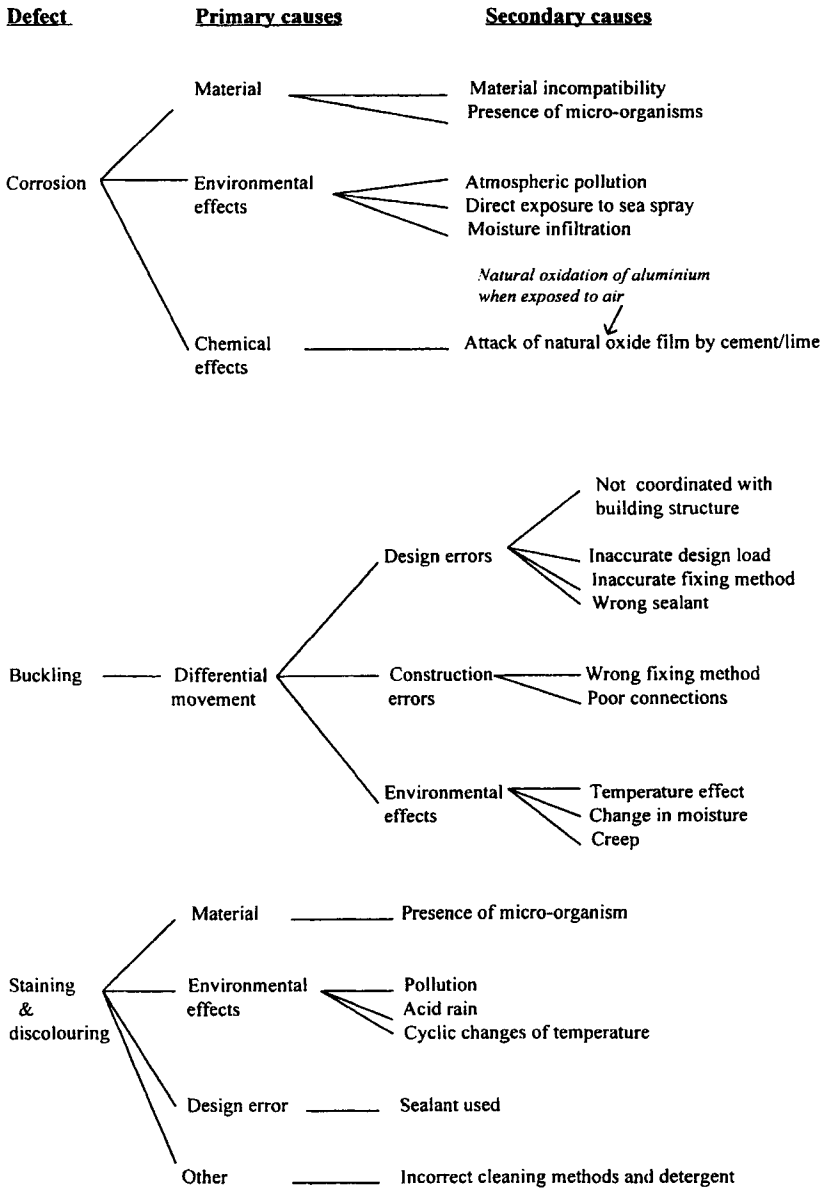 Defect Primary causes Secondary causes
Material
Material incompatibility
Presence of micro-organisms
Corrosion
Environmental
effects
Atmospheric pollution
Direct exposure to sea spray
Moisture infiltration
Natural oxidation of aluminium
when exposed to air
Chemical
effects
Attack of natural oxide film by cement/lime
Not coordinated with
building structure
Design errors
Inaccurate design load
Inaccurate fixing method
Wrong sealant
Buckling
Differential
movement
Construction
errors
Wrong fixing method
Poor connections
Environmental
effects
Temperature effect
Change in moisture
Creep
Material
Presence of micro-organism
Staining
&
discolouring
Environmental
effects
Pollution
Acid rain
Cyclic changes of temperature
Design error
Sealant used
Other
Incorrect cleaning methods and detergent